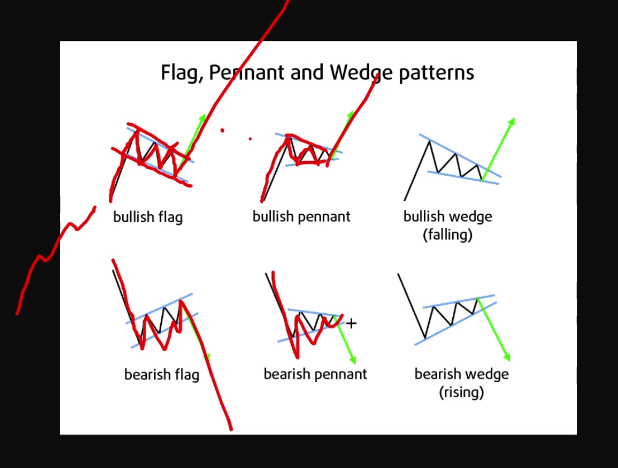 Flag, Pennant and Wedge patterns
bullish flag
bullish pennant
bullish wedge
(falling)
bearish flag
bearish pennant
bearish wedge
(rising)